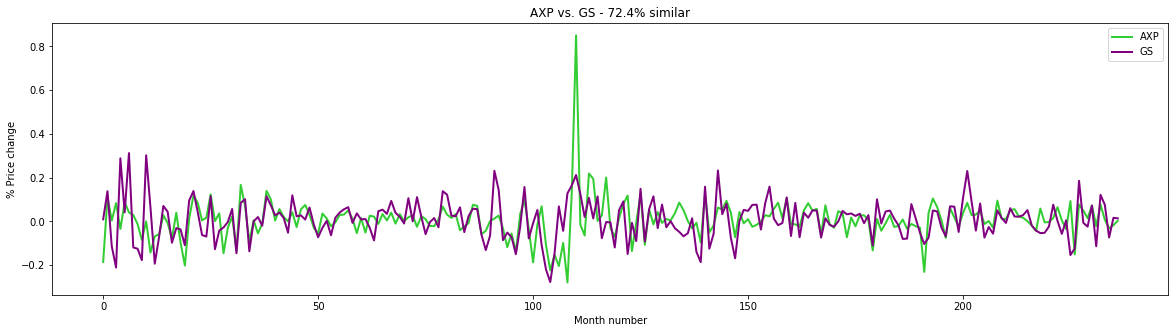 AXP vs. GS - 72.4% similar
AXP
GS
% Price change
0.8
0.6
0.4
0.2
0.0
−0.2
0
50
100
150
200
Month number